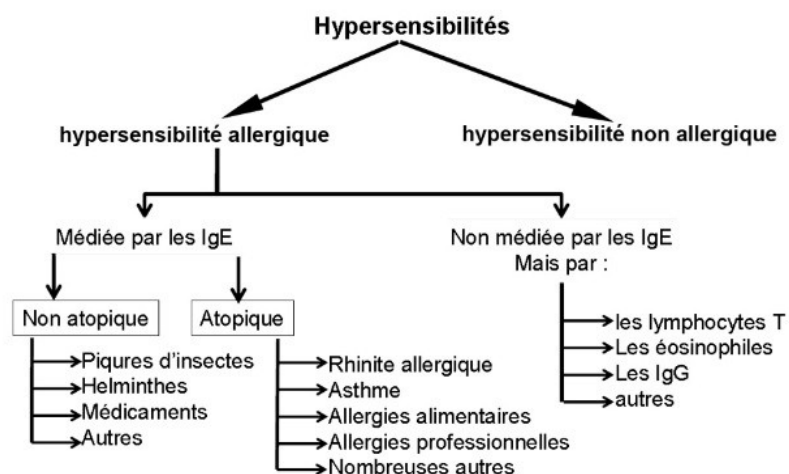 Hypersensibilités
hypersensibilité allergique
hypersensibilité non allergique
Médiée par les IgE
Non médiée par les IgE
Mais par :
Non atopique
Atopique
Piqures d'insectes
Helminthes
Médicaments
Autres
Rhinite allergique
Asthme
Allergies alimentaires
Allergies professionnelles
Nombreuses autres
les lymphocytes T
Les éosinophiles
Les IgG
autres